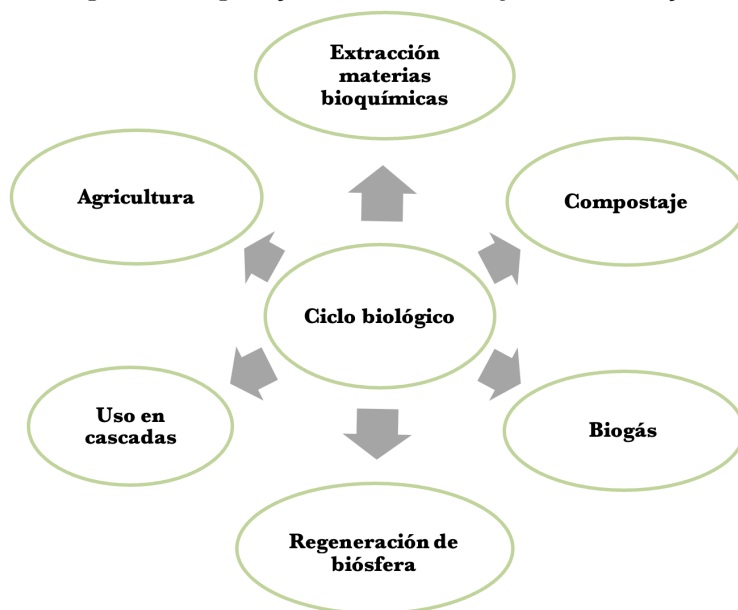 Extracción
materias
bioquímicas
Agricultura
Compostaje
Ciclo biológico
Uso en
cascadas
Biogás
Regeneración de
biósfera